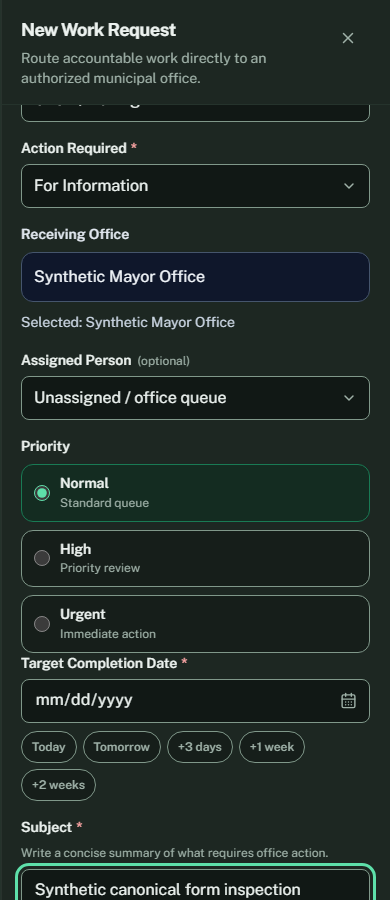 New Work Request
Route accountable work directly to an
authorized municipal office.
Action Required *
For Information
Receiving Office
Synthetic Mayor Office
Selected: Synthetic Mayor Office
Assigned Person (optional)
Unassigned / office queue
Priority
Normal
Standard queue
High
Priority review
Urgent
Immediate action
Target Completion Date *
mm/dd/yyyy
Today
Tomorrow
+3 days
+1 week
+2 weeks
Subject *
Write a concise summary of what requires office action.
Synthetic canonical form inspection